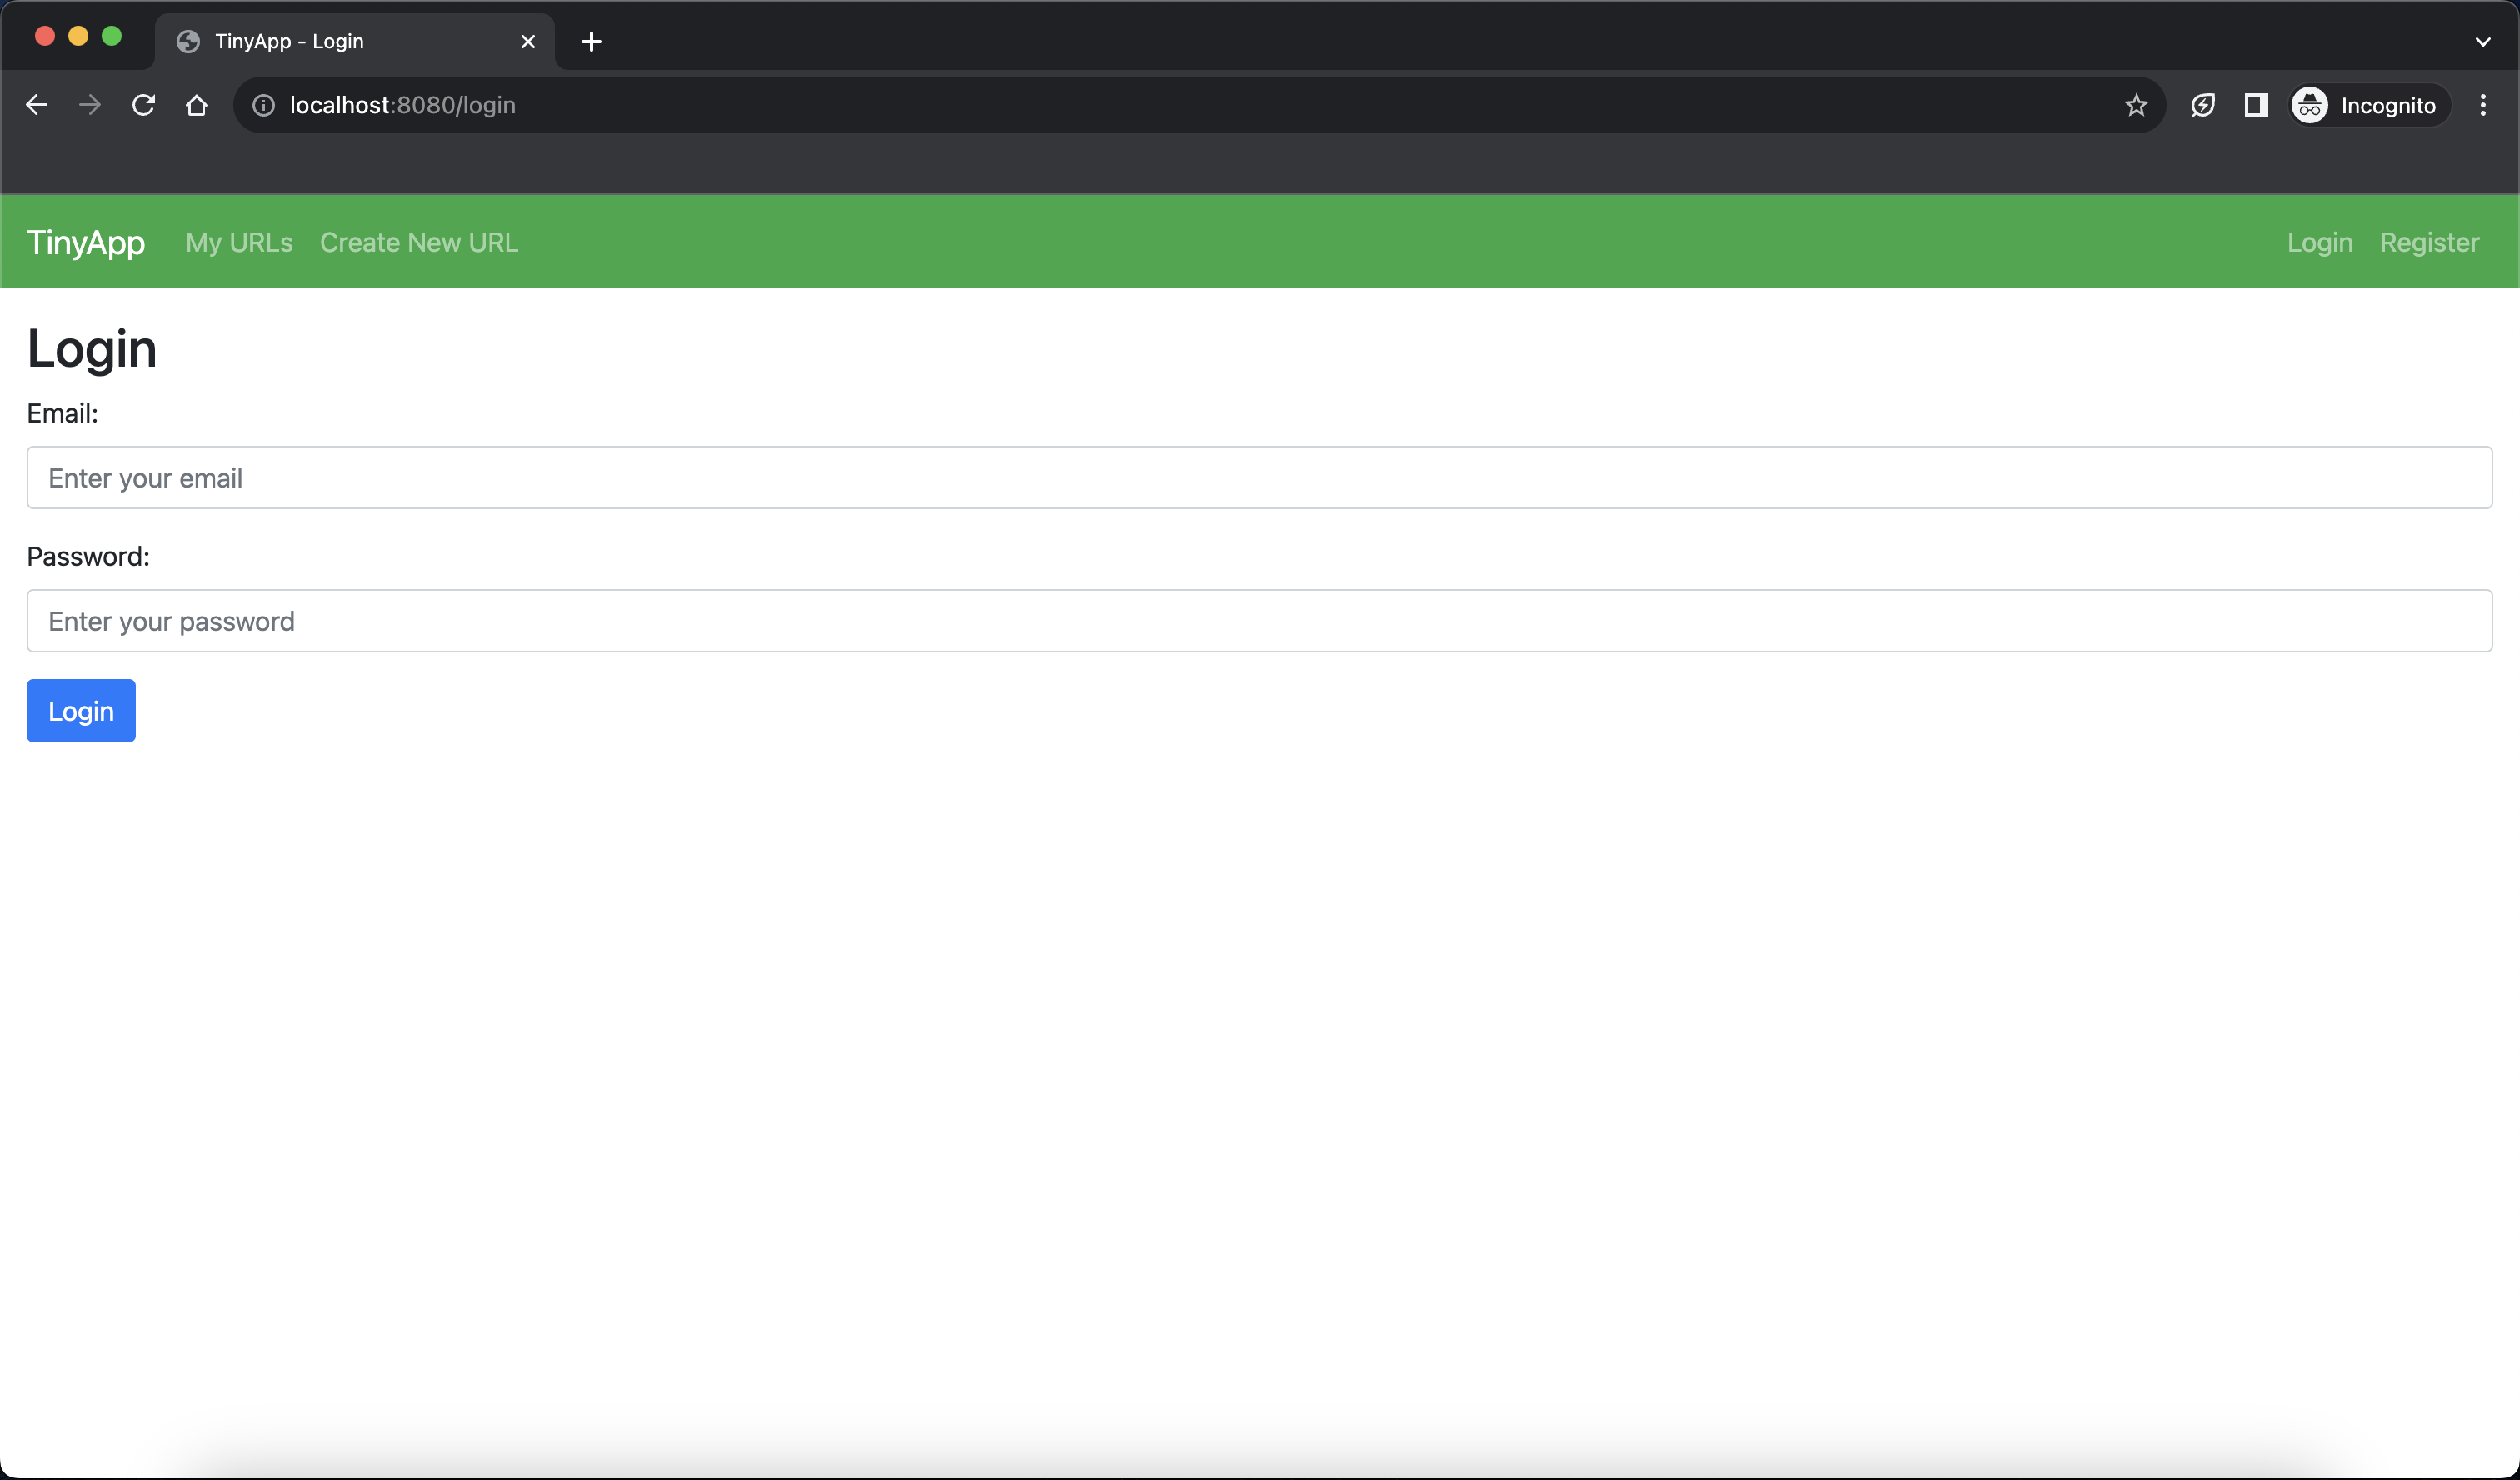 TinyApp - Login
localhost:8080/login
Incognito
TinyApp My URLs Create New URL Login Register
Login
Email:
Enter your email
Password:
Enter your password
Login